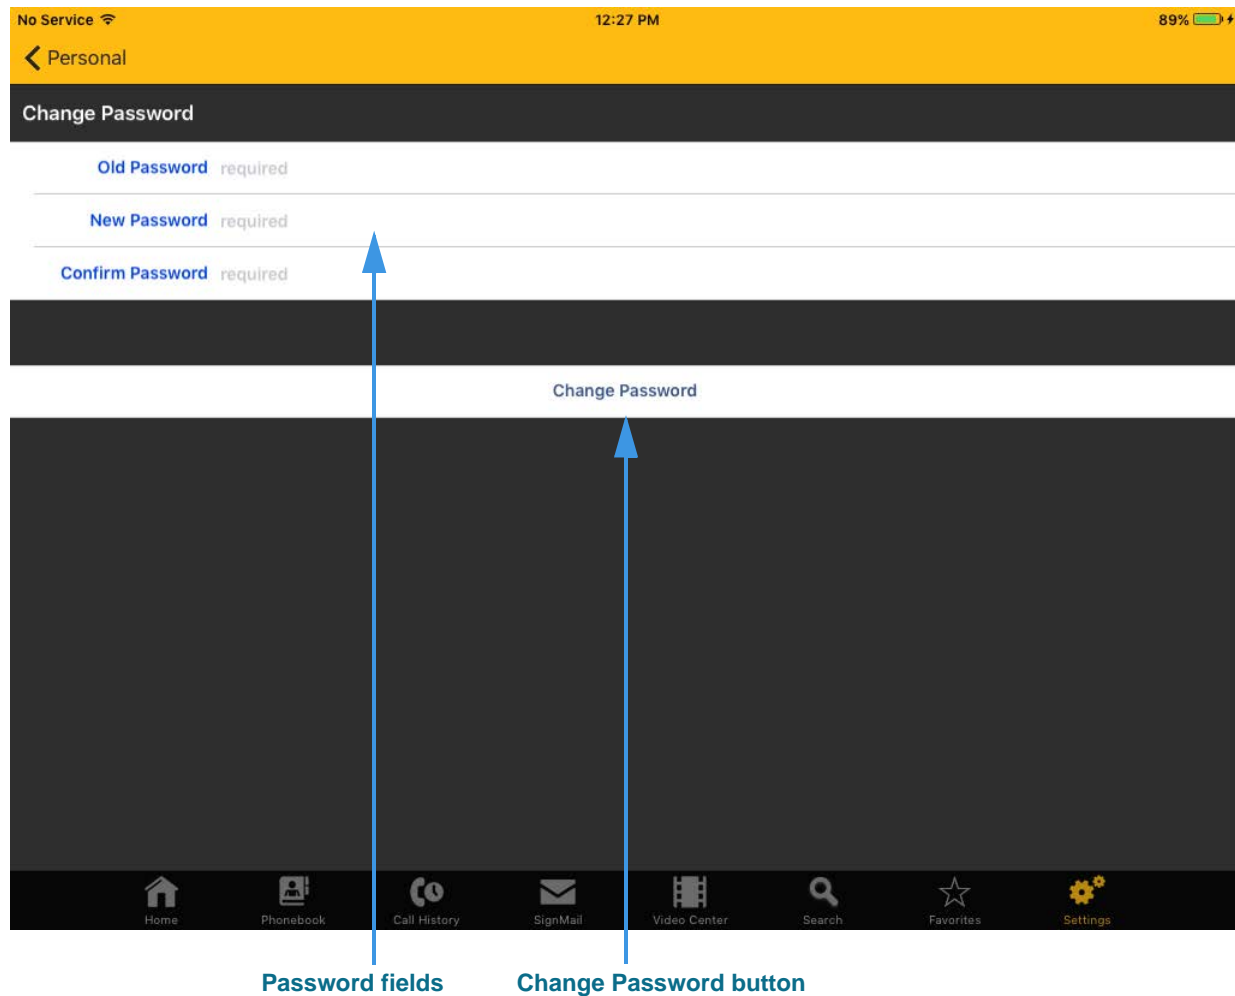 No Service 12:27 PM 89%
Personal
Change Password
Old Password required
New Password required
Confirm Password required
Change Password
Home Phonebook Call History SignMail Video Center Search Favorites Settings
Password fields Change Password button